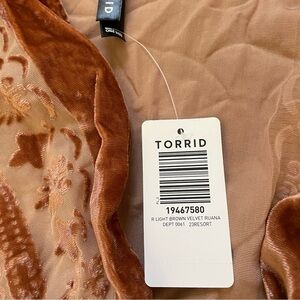 TORRID
19467580
R LIGHT BROWN VELVET RUANA
DEPT 0061 23RESORT